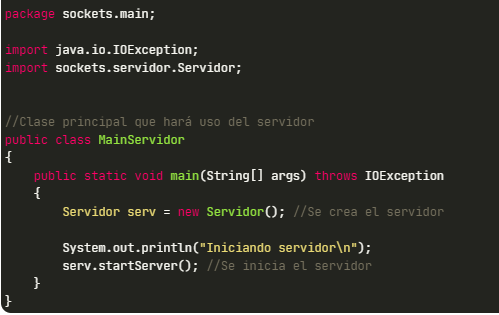 package sockets.main;
import java.io.IOException;
import sockets.servidor.Servidor;
//Clase principal que hará uso del servidor
public class MainServidor
{
    public static void main(String[] args) throws IOException
    {
        Servidor serv = new Servidor(); //Se crea el servidor
        System.out.println("Iniciando servidor\n");
        serv.startServer(); //Se inicia el servidor
    }
}